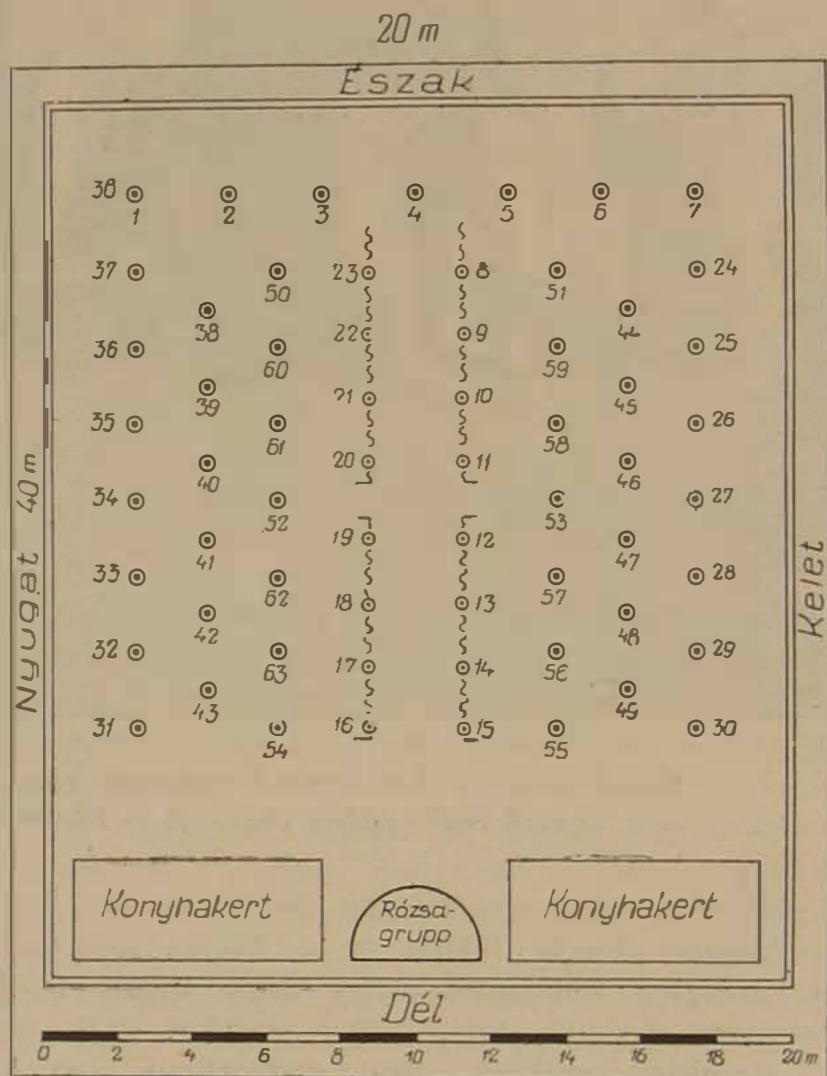 20 m
Észak
38
1 2 3 4 5 6 7
37 50 23 8 51 24
38 22 9 44
36 60 59 25
39 21 10 45
35 61 58 26
40 20 11 46
34 52 53 27
41 19 12 47
33 62 57 28
42 18 13 48
32 63 17 14 56 29
43 49
31 54 16 15 55 30
Nyugat 40 m
Kelet
Konyhakert
Rózsa-
grupp
Konyhakert
Dél
0 2 4 6 8 10 12 14 16 18 20 m